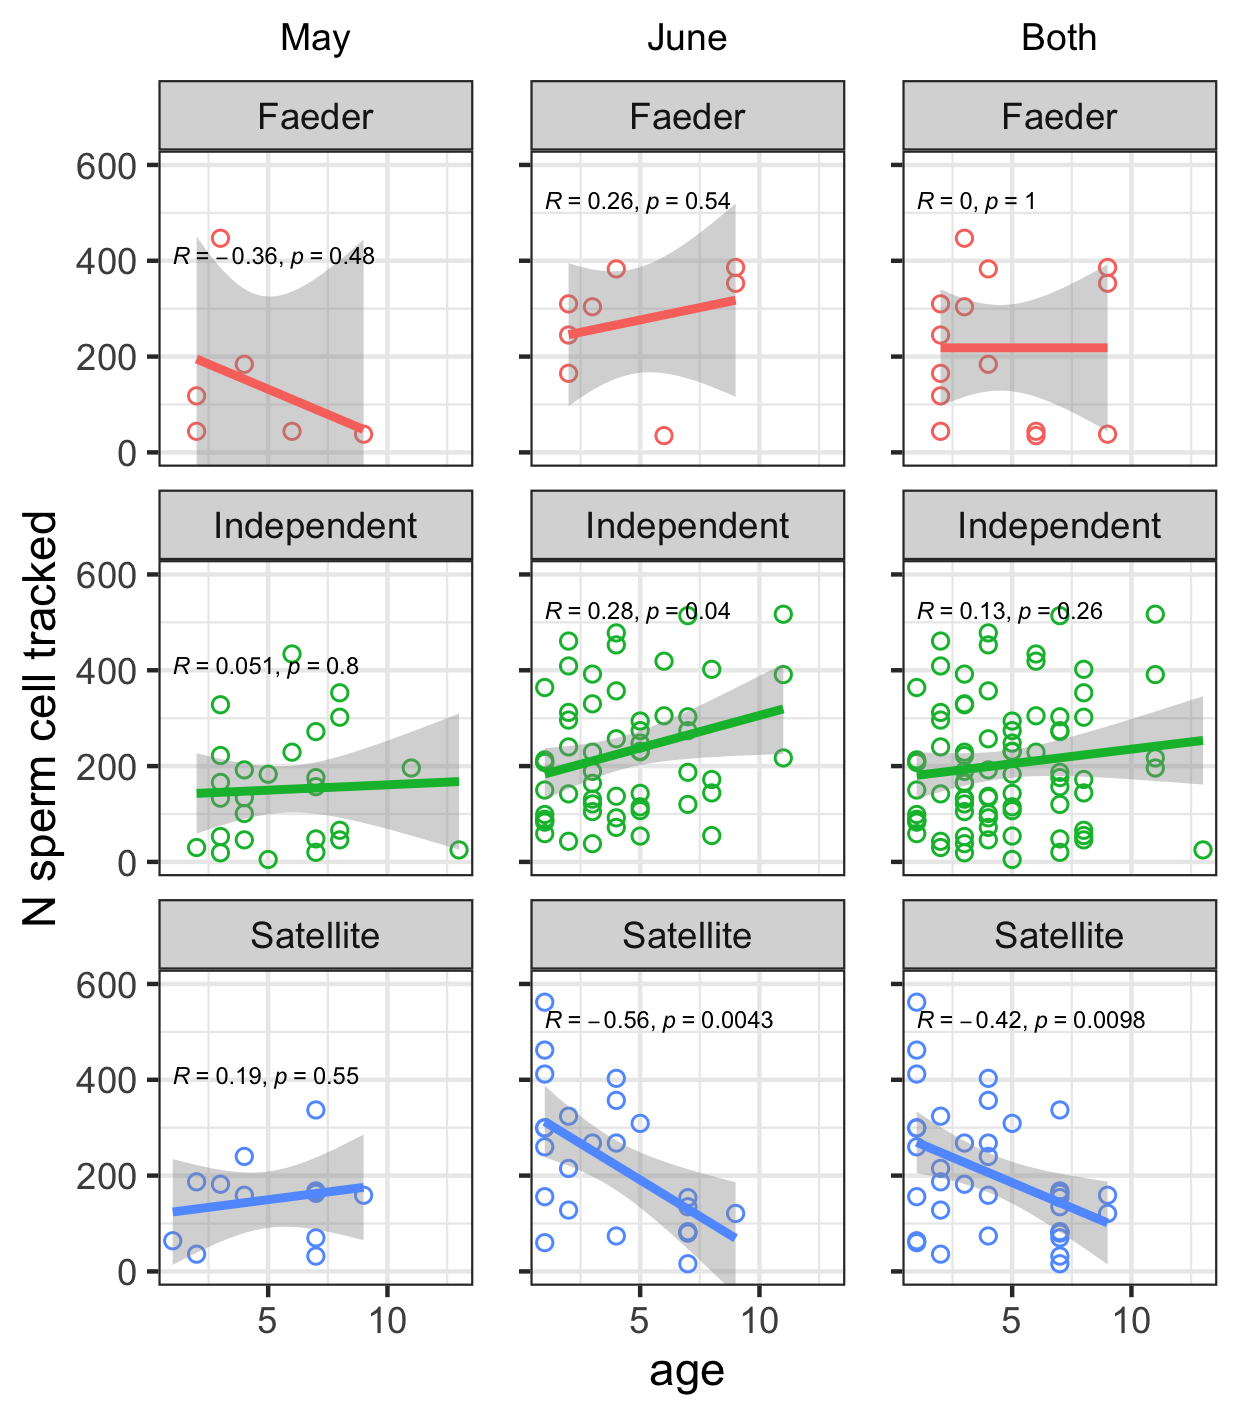 May June Both
Faeder Faeder Faeder
600
R = 0.26, p = 0.54 R = 0, p = 1
400 R = −0.36, p = 0.48
200
0
Independent Independent Independent
600
R = 0.28, p = 0.04 R = 0.13, p = 0.26
400 R = 0.051, p = 0.8
200
0
N sperm cell tracked
Satellite Satellite Satellite
600
R = −0.56, p = 0.0043 R = −0.42, p = 0.0098
400 R = 0.19, p = 0.55
200
0
5 10 5 10 5 10
age